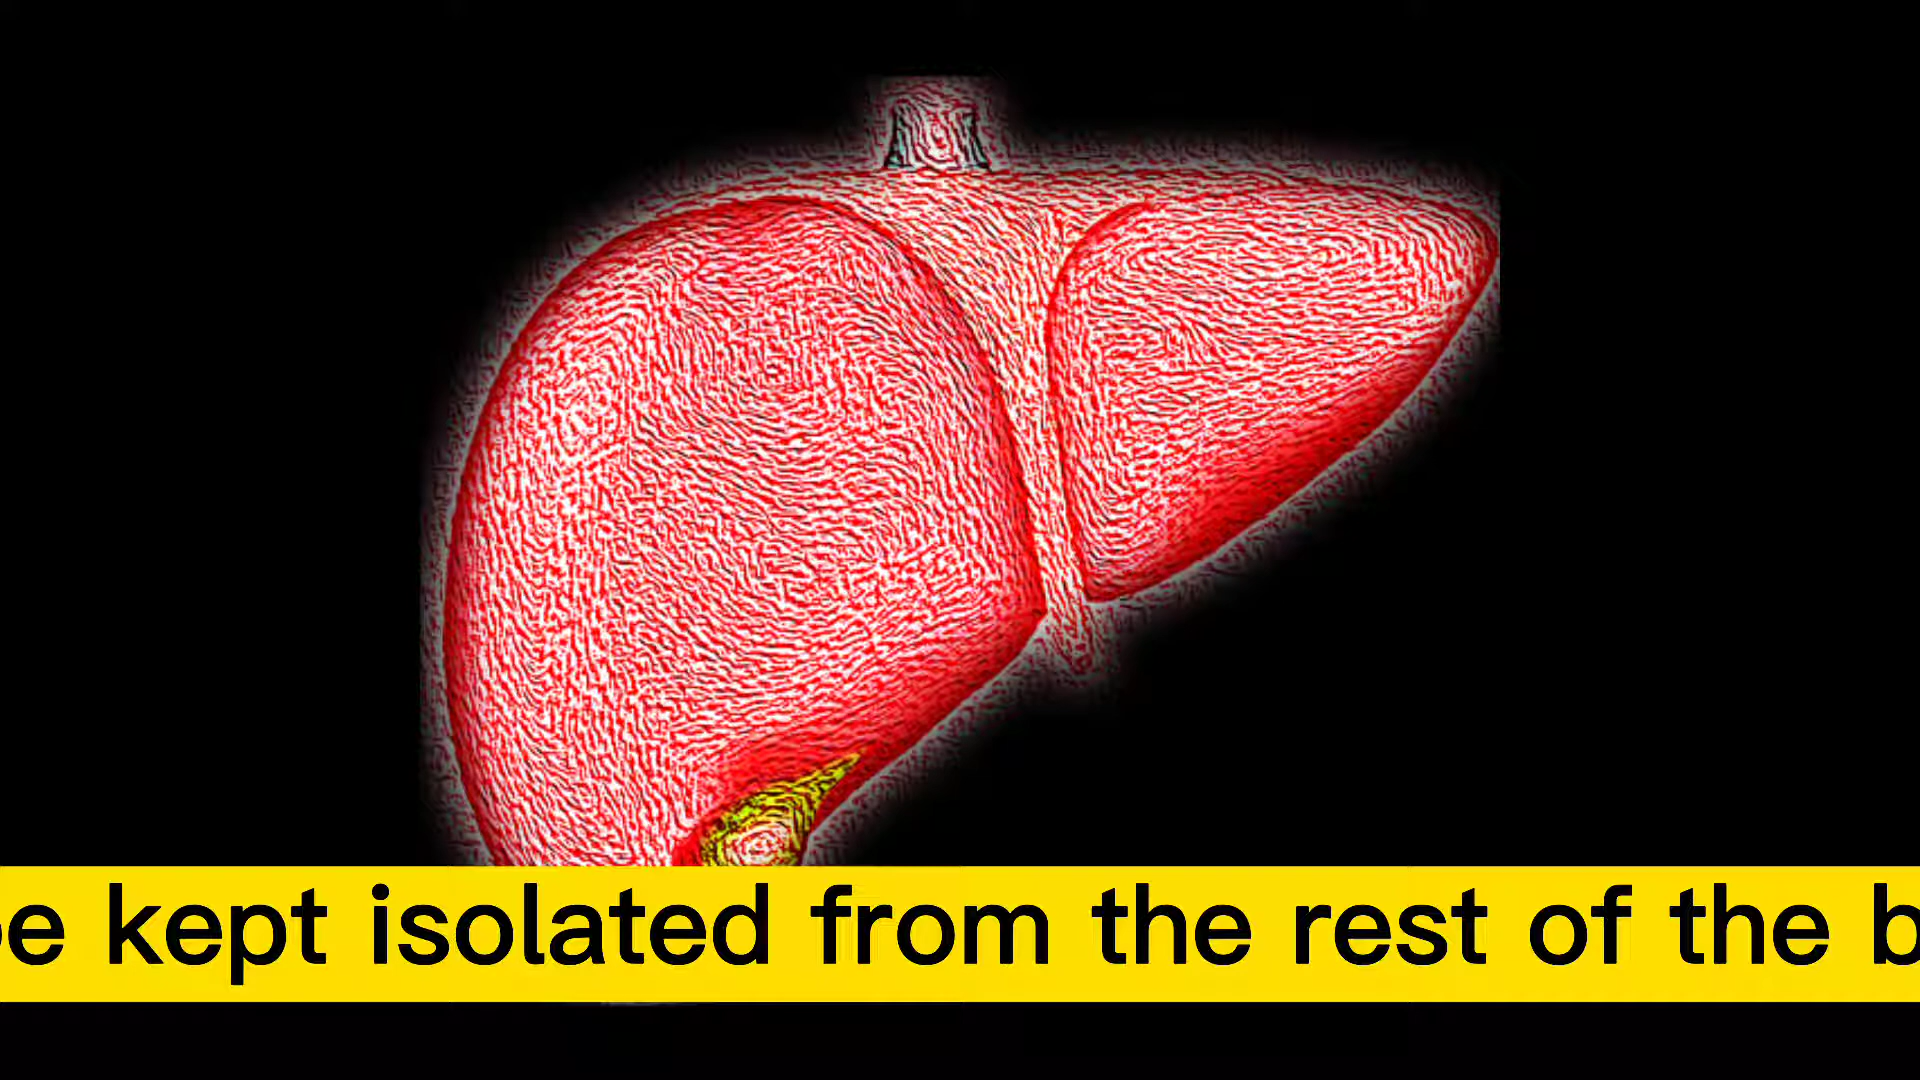 kept isolated from the rest of the